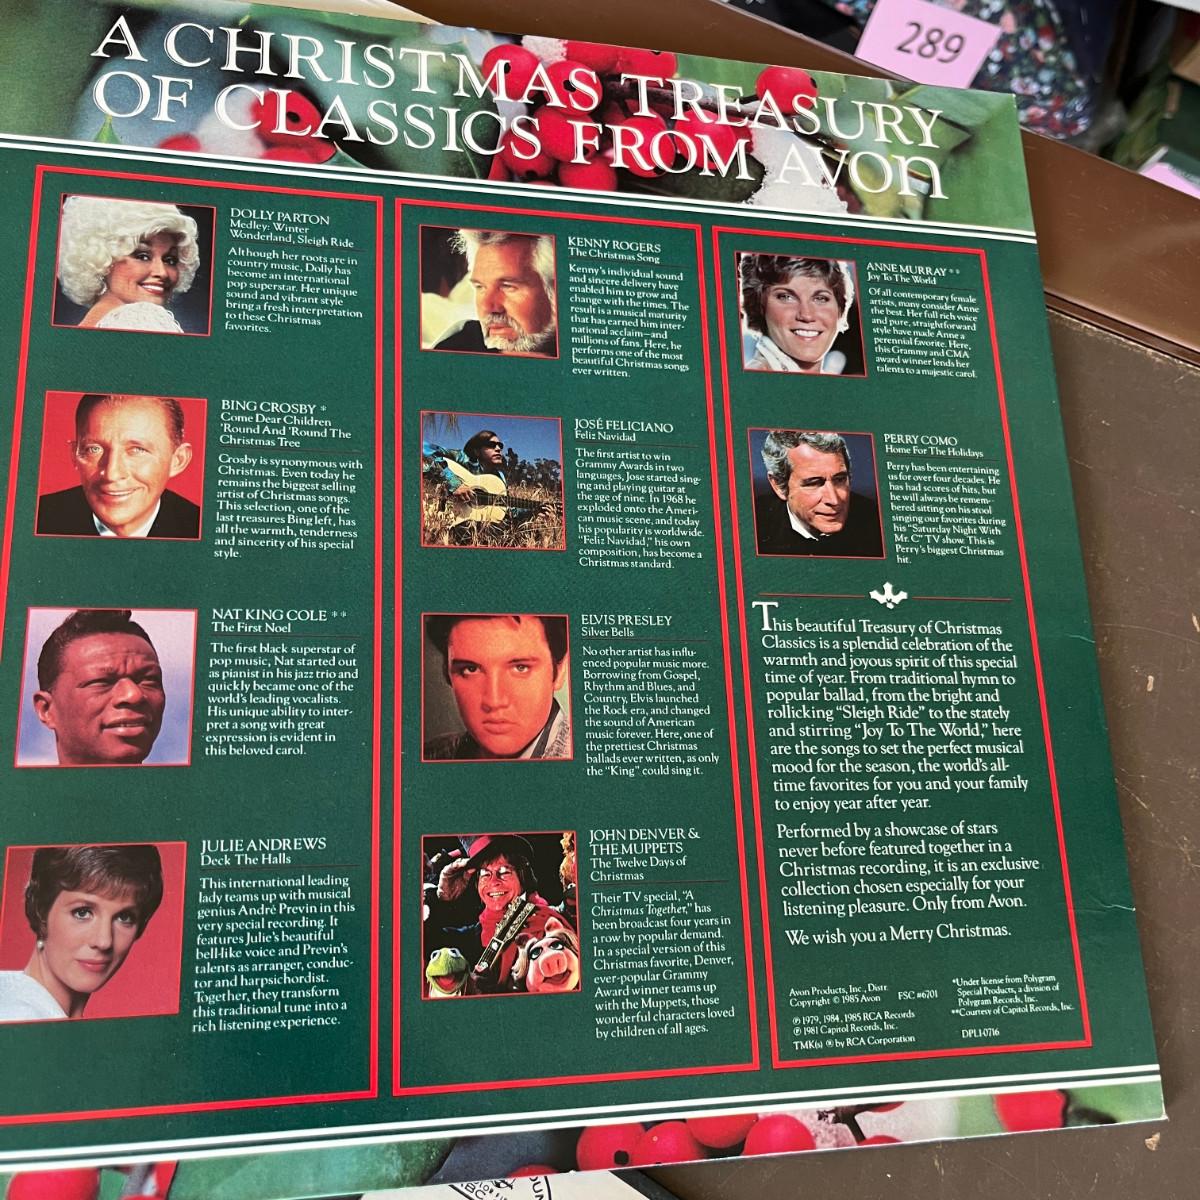 289
A CHRISTMAS TREASURY
OF CLASSICS FROM AVON
DOLLY PARTON
Medley: Winter
Wonderland, Sleigh Ride
Although her roots are in
country music, Dolly has
become an international
pop superstar. Her unique
sound and vibrant style
bring a fresh interpretation
to these Christmas
favorites.
BING CROSBY *
Come Dear Children
'Round And 'Round The
Christmas Tree
Crosby is synonymous with
Christmas. Even today he
remains the biggest selling
artist of Christmas songs.
This selection, one of the
last treasures Bing left, has
all the warmth, tenderness
and sincerity of his special
style.
NAT KING COLE **
The First Noel
The first black superstar of
pop music, Nat started out
as pianist in his jazz trio and
quickly became one of the
world's leading vocalists.
His unique ability to inter-
pret a song with great
expression is evident in
this beloved carol.
JULIE ANDREWS
Deck The Halls
This international leading
lady teams up with musical
genius André Previn in this
very special recording. It
features Julie's beautiful
bell-like voice and Previn's
talents as arranger, conduc-
tor and harpsichordist.
Together, they transform
this traditional tune into a
rich listening experience.
KENNY ROGERS
The Christmas Song
Kenny's individual sound
and sincere delivery have
enabled him to grow and
change with the times. The
result is a musical maturity
that has earned him inter-
national acclaim—and
millions of fans. Here, he
performs one of the most
beautiful Christmas songs
ever written.
JOSÉ FELICIANO
Feliz Navidad
The first artist to win
Grammy Awards in two
languages, Jose started sing-
ing and playing guitar at
the age of nine. In 1968 he
exploded onto the Ameri-
can music scene, and today
his popularity is worldwide.
"Feliz Navidad," his own
composition, has become a
Christmas standard.
ELVIS PRESLEY
Silver Bells
No other artist has influ-
enced popular music more.
Borrowing from Gospel,
Rhythm and Blues, and
Country, Elvis launched
the Rock era, and changed
the sound of American
music forever. Here, one of
the prettiest Christmas
ballads ever written, as only
the "King" could sing it.
JOHN DENVER &
THE MUPPETS
The Twelve Days of
Christmas
Their TV special, "A
Christmas Together," has
been broadcast four years in
a row by popular demand.
In a special version of this
Christmas favorite, Denver,
ever-popular Grammy
Award winner teams up
with the Muppets, those
wonderful characters loved
by children of all ages.
ANNE MURRAY **
Joy To The World
Of all contemporary female
artists, many consider Anne
the best. Her full rich voice
and pure, straightforward
style have made Anne a
perennial favorite. Here,
this Grammy and CMA
award winner lends her
talents to a majestic carol.
PERRY COMO
Home For The Holidays
Perry has been entertaining
us for over four decades. He
has had scores of hits, but
he will always be remem-
bered sitting on his stool
singing our favorites during
his "Saturday Night With
Mr. C" TV show. This is
Perry's biggest Christmas
hit.
This beautiful Treasury of Christmas
Classics is a splendid celebration of the
warmth and joyous spirit of this special
time of year. From traditional hymn to
popular ballad, from the bright and
rollicking "Sleigh Ride" to the stately
and stirring "Joy To The World," here
are the songs to set the perfect musical
mood for the season, the world's all-
time favorites for you and your family
to enjoy year after year.
Performed by a showcase of stars
never before featured together in a
Christmas recording, it is an exclusive
collection chosen especially for your
listening pleasure. Only from Avon.
We wish you a Merry Christmas.
Avon Products, Inc., Distr.
Copyright © 1985 Avon FSC #6701
℗ 1979, 1984, 1985 RCA Records
℗ 1981 Capitol Records, Inc.
TMK(s) ® by RCA Corporation
*Under license from Polygram
Special Products, a division of
Polygram Records, Inc.
**Courtesy of Capitol Records, Inc.
DPL1-0716